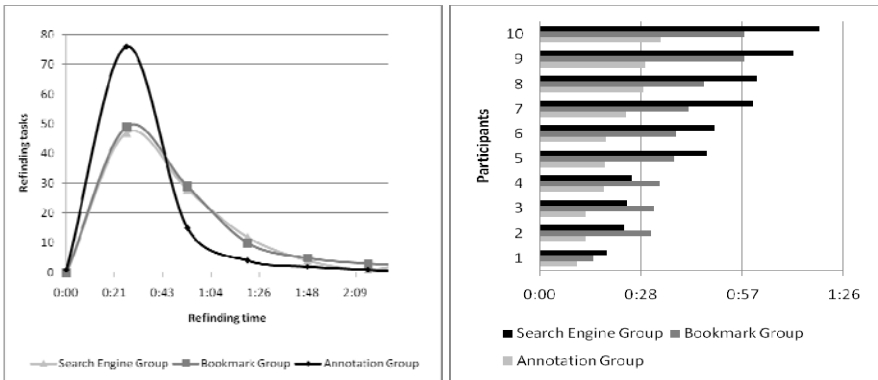 80
70
60
50
40
30
20
10
0
Refinding tasks
0:00 0:21 0:43 1:04 1:26 1:48 2:09
Refinding time
Search Engine Group Bookmark Group Annotation Group
10
9
8
7
6
5
4
3
2
1
Participants
0:00 0:28 0:57 1:26
Search Engine Group Bookmark Group
Annotation Group